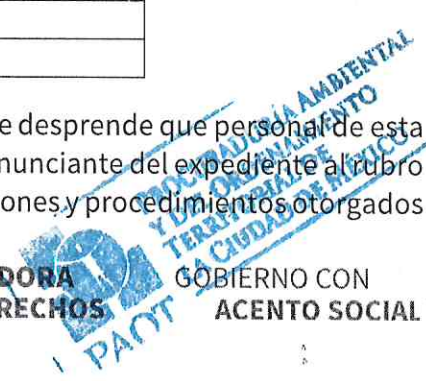 e desprende que personal de esta
nunciante del expediente al rubro
ones y procedimientos otorgados
DORA
RECHOS
GOBIERNO CON
ACENTO SOCIAL
PROCURADURÍA AMBIENTAL
Y DEL ORDENAMIENTO
TERRITORIAL DE
LA CIUDAD DE MÉXICO
PAOT